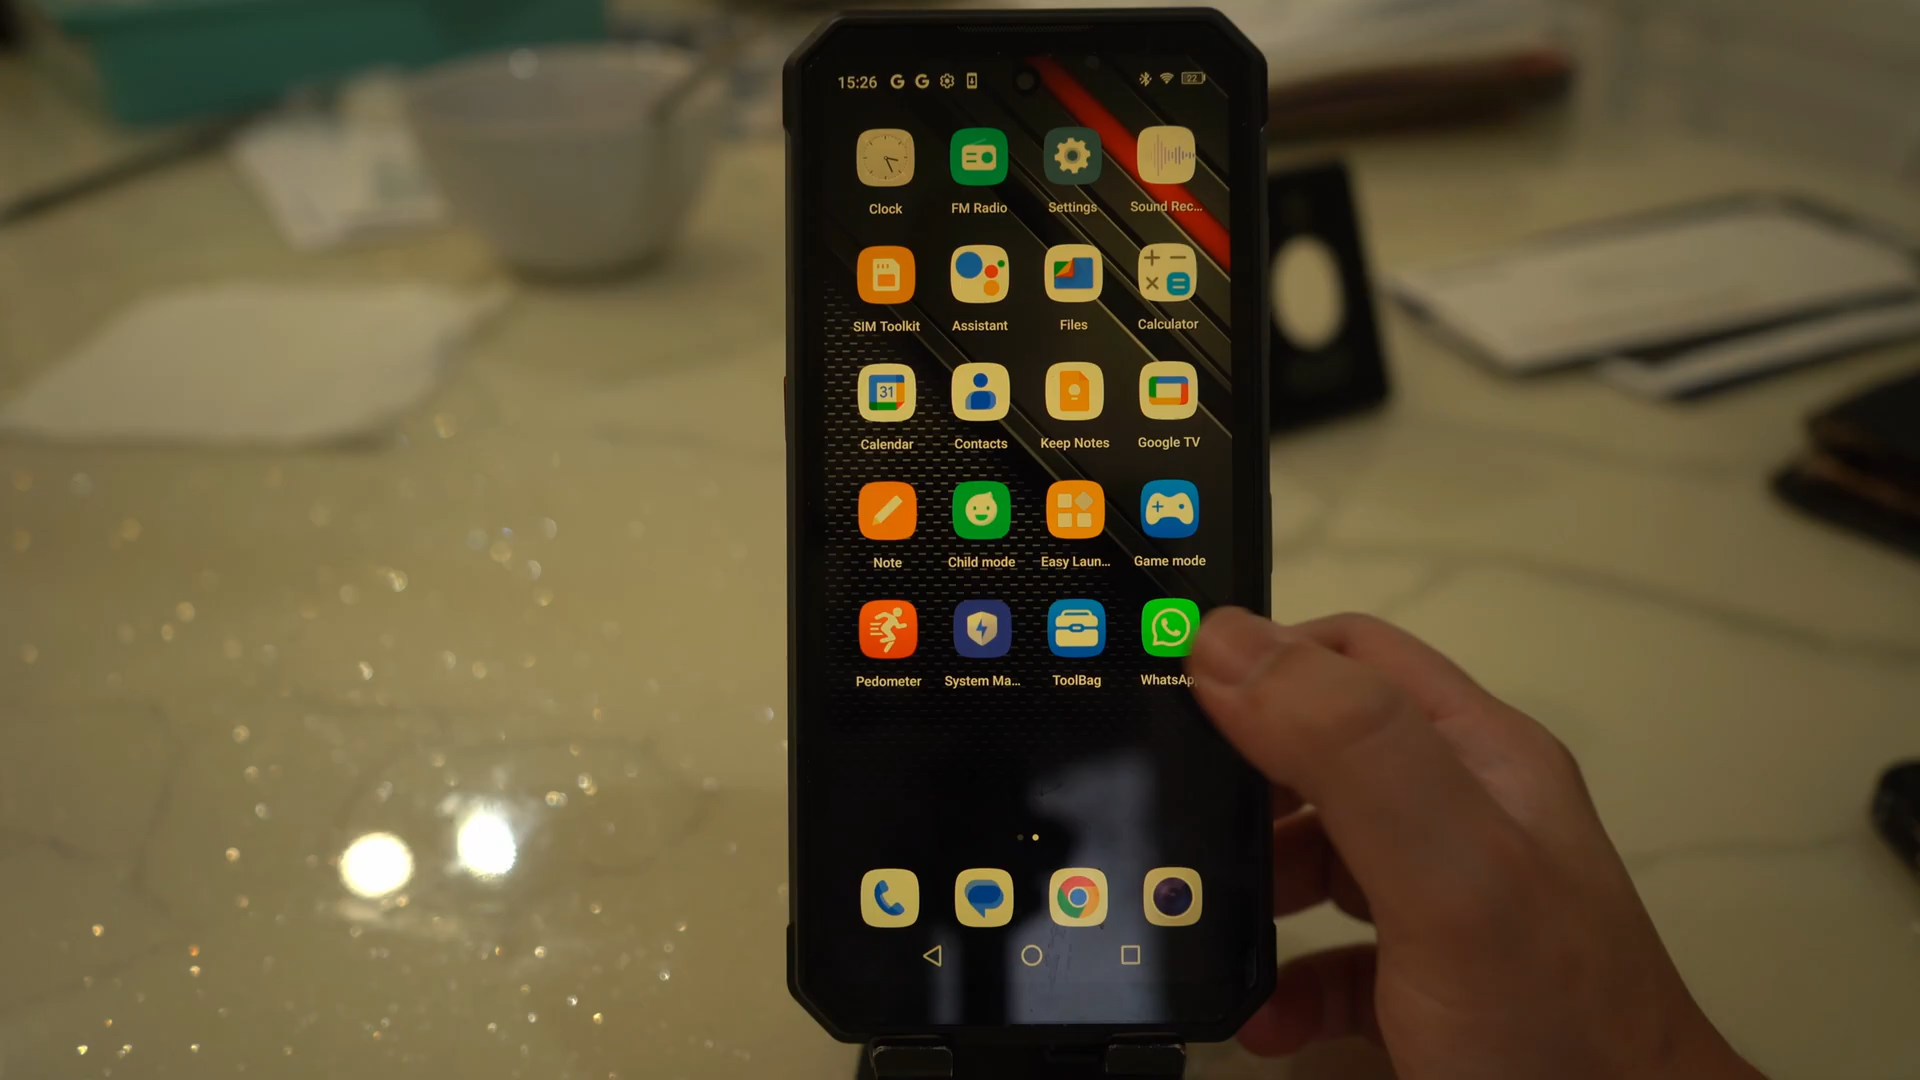 15:26 G G 22
Clock FM Radio Settings Sound Rec...
SIM Toolkit Assistant Files Calculator
31
Calendar Contacts Keep Notes Google TV
Note Child mode Easy Laun... Game mode
Pedometer System Ma... ToolBag WhatsAp